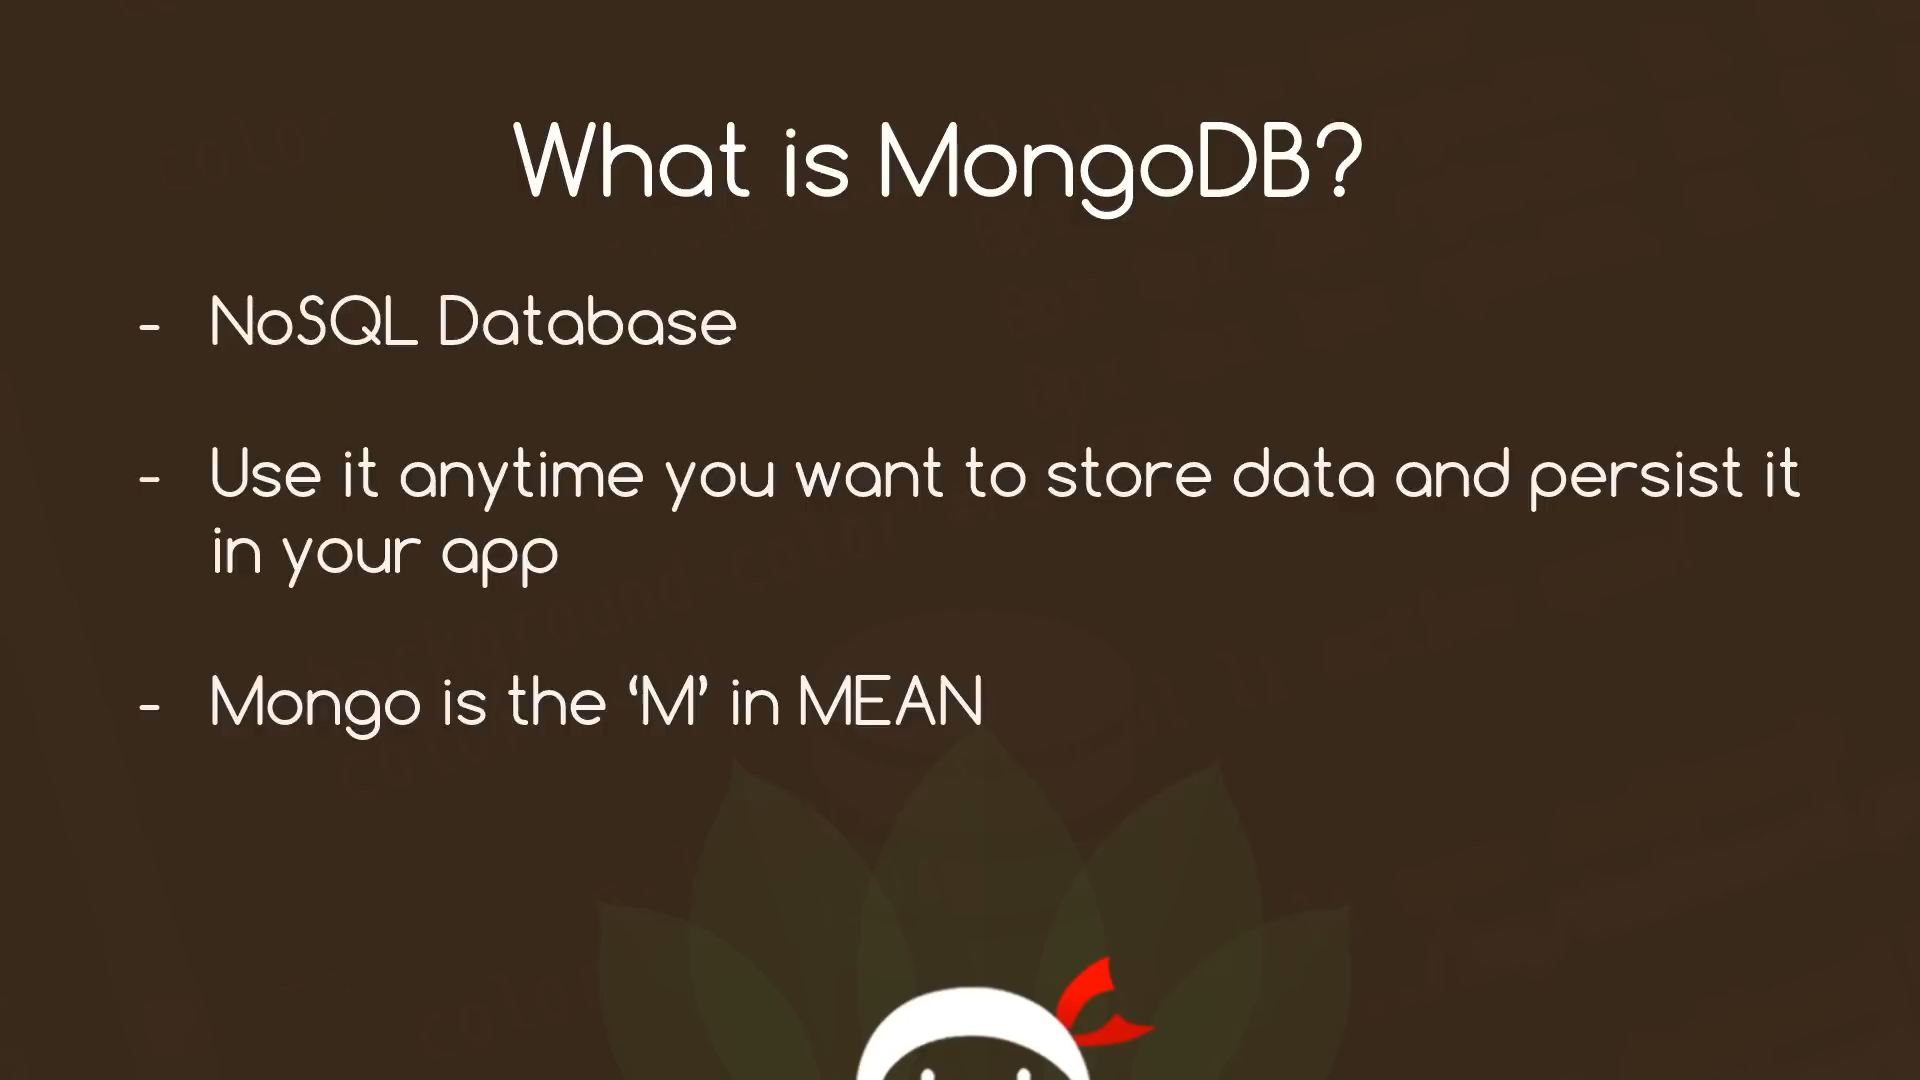 What is MongoDB?
- NoSQL Database
- Use it anytime you want to store data and persist it
in your app
- Mongo is the ‘M’ in MEAN